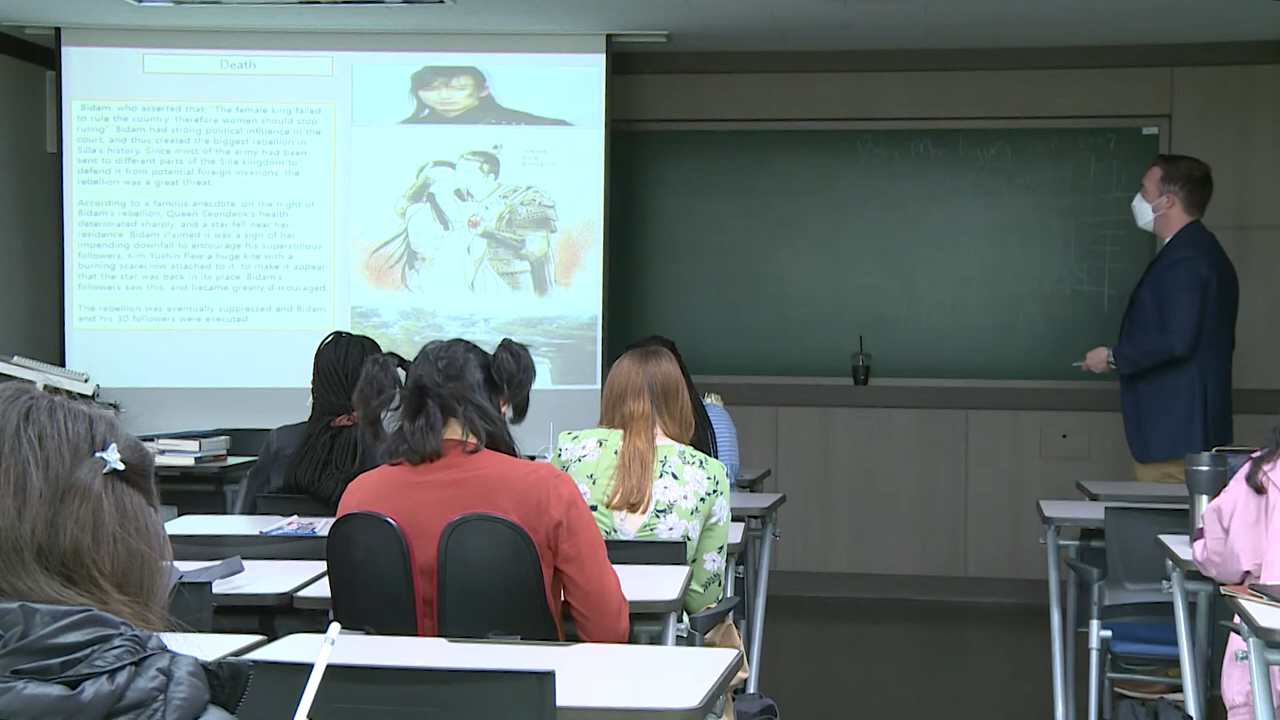 Death
Bidam, who asserted that, "The female king failed
to rule the country, therefore women should stop
ruling". Bidam had strong political influence in the
court, and thus created the biggest rebellion in
Silla's history. Since most of the army had been
sent to different parts of the Silla kingdom to
defend it from potential foreign invasions, the
rebellion was a great threat.
According to a famous anecdote, on the night of
Bidam's rebellion, Queen Seondeok's health
deteriorated sharply, and a star fell near her
residence. Bidam claimed it was a sign of her
impending downfall to encourage his superstitious
followers. Kim Yushin flew a huge kite with a
burning scarecrow attached to it, to make it appear
that the star was back in its place. Bidam's
followers saw this, and became greatly discouraged.
The rebellion was eventually suppressed and Bidam
and his 30 followers were executed.